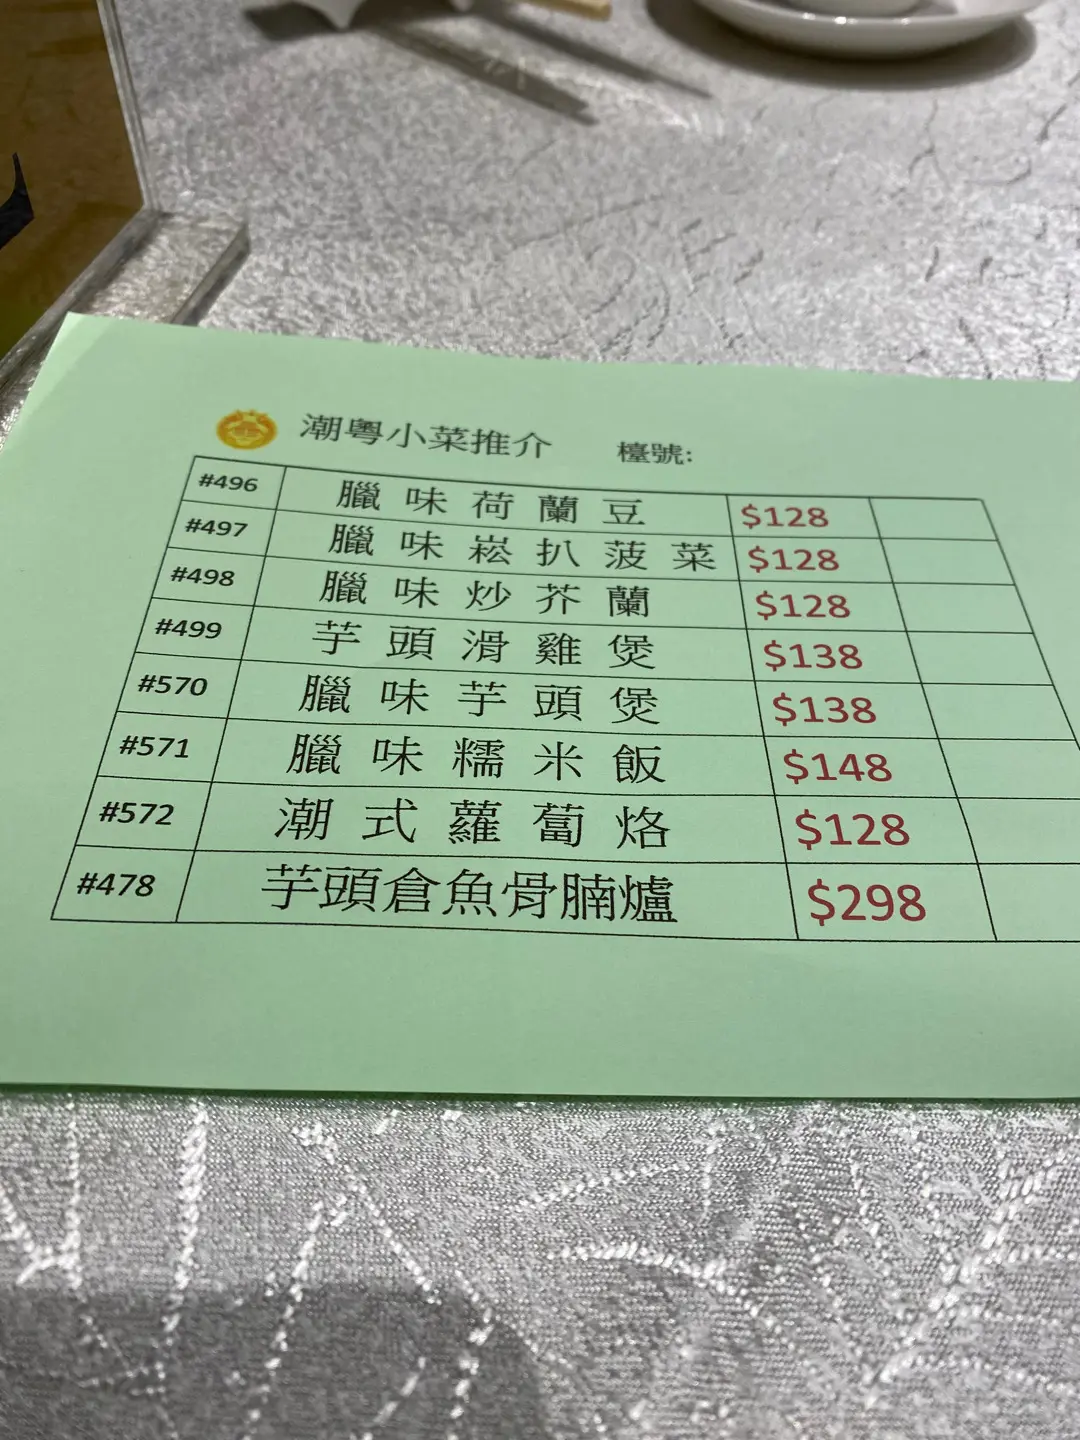 潮粵小菜推介 檯號:
#496 臘味荷蘭豆 $128
#497 臘味崧扒菠菜 $128
#498 臘味炒芥蘭 $128
#499 芋頭滑雞煲 $138
#570 臘味芋頭煲 $138
#571 臘味糯米飯 $148
#572 潮式蘿蔔烙 $128
#478 芋頭倉魚骨腩爐 $298